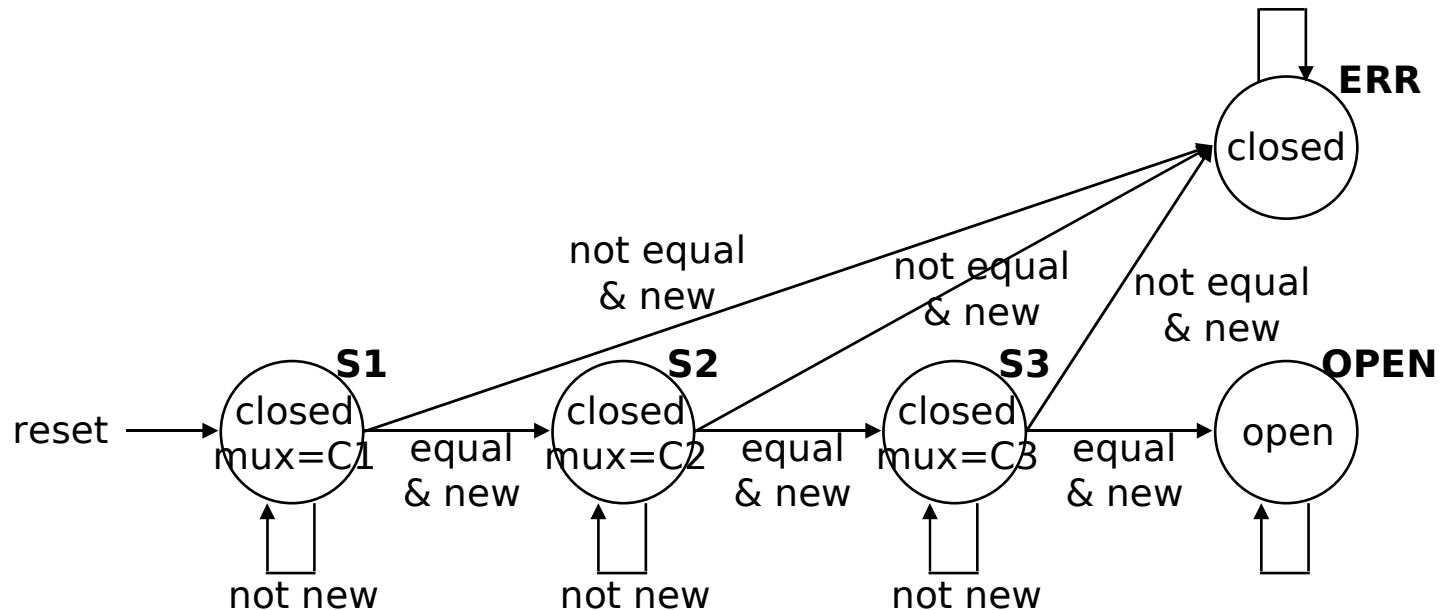 ERR
closed
not equal
& new
not equal
& new
not equal
& new
S1
S2
S3
OPEN
reset
closed
mux=C1
equal
& new
closed
mux=C2
equal
& new
closed
mux=C3
equal
& new
open
not new
not new
not new